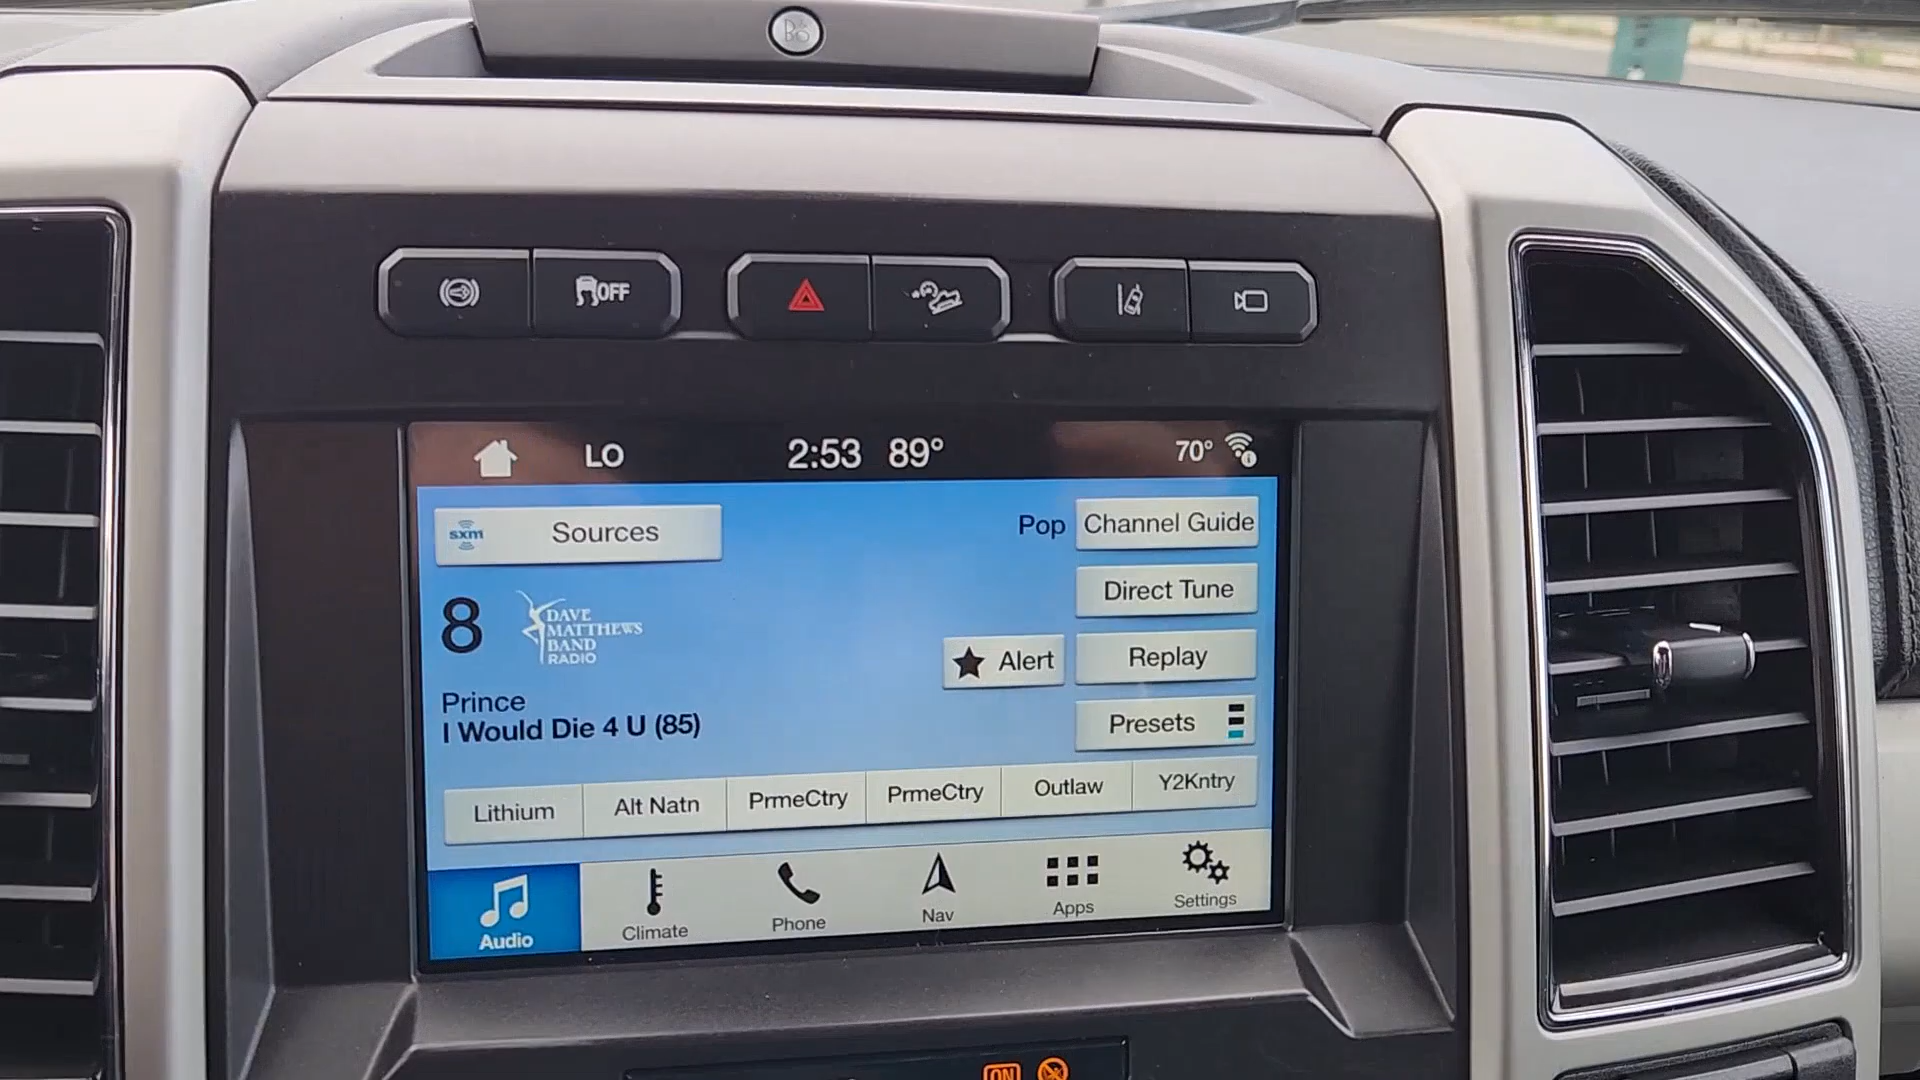 B&O
OFF
LO 2:53 89° 70°
sxm Sources
Pop Channel Guide
Direct Tune
8 DAVE
MATTHEWS
BAND
RADIO
Alert Replay
Prince
I Would Die 4 U (85)
Presets
Lithium Alt Natn PrmeCtry PrmeCtry Outlaw Y2Kntry
Audio Climate Phone Nav Apps Settings
ON